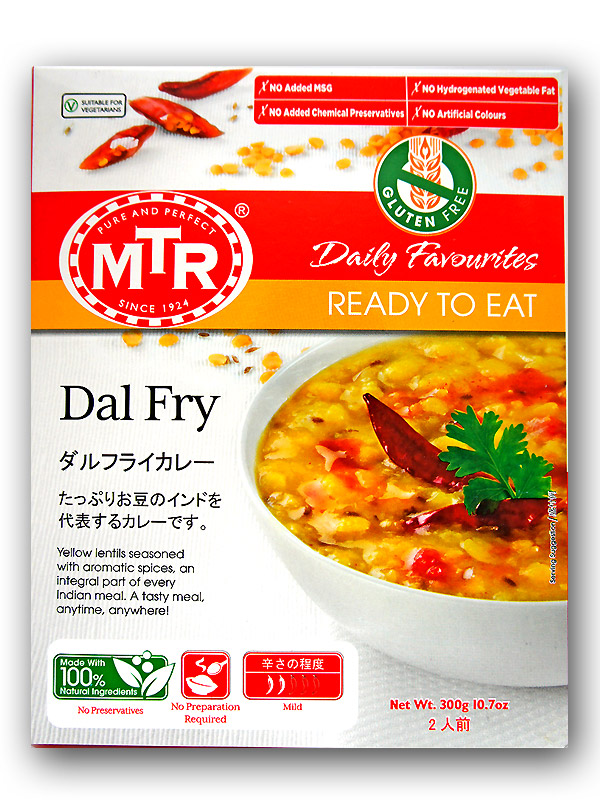 SUITABLE FOR
VEGETARIANS
NO Added MSG
NO Hydrogenated Vegetable Fat
NO Added Chemical Preservatives
NO Artificial Colours
GLUTEN FREE
PURE AND PERFECT
MTR®
SINCE 1924
Daily Favourites
READY TO EAT
Dal Fry
ダルフライカレー
たっぷりお豆のインドを
代表するカレーです。
Yellow lentils seasoned
with aromatic spices, an
integral part of every
Indian meal. A tasty meal,
anytime, anywhere!
Serving Suggestion
Made With
100%
Natural Ingredients
No Preservatives
No Preparation
Required
辛さの程度
Mild
Net Wt. 300g 10.7oz
2人前